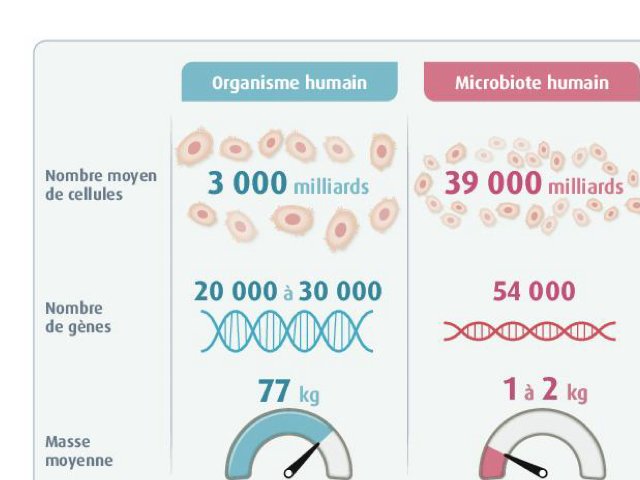 Organisme humain
Microbiote humain
Nombre moyen
de cellules
3 000 milliards
39 000 milliards
Nombre
de gènes
20 000 à 30 000
54 000
Masse
moyenne
77 kg
1 à 2 kg